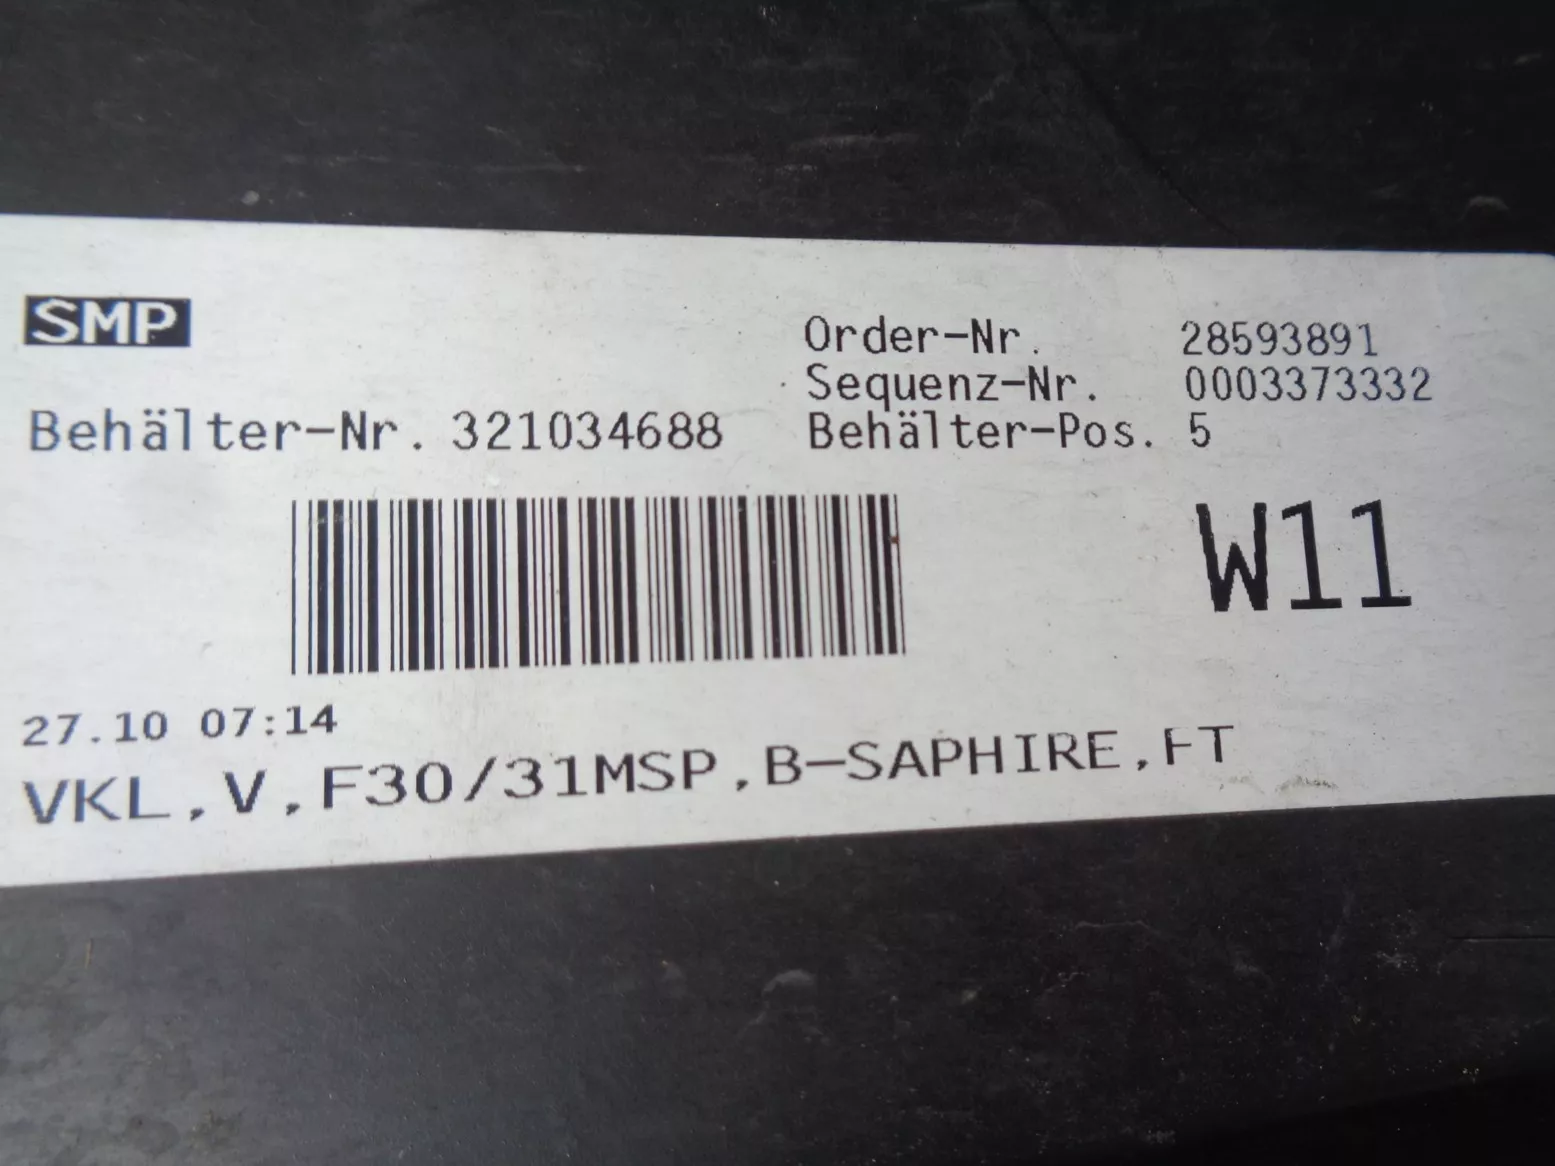 SMP
Order-Nr. 28593891
Sequenz-Nr. 0003373332
Behälter-Nr. 321034688
Behälter-Pos. 5
W11
27.10 07:14
VKL,V,F30/31MSP,B-SAPHIRE,FT